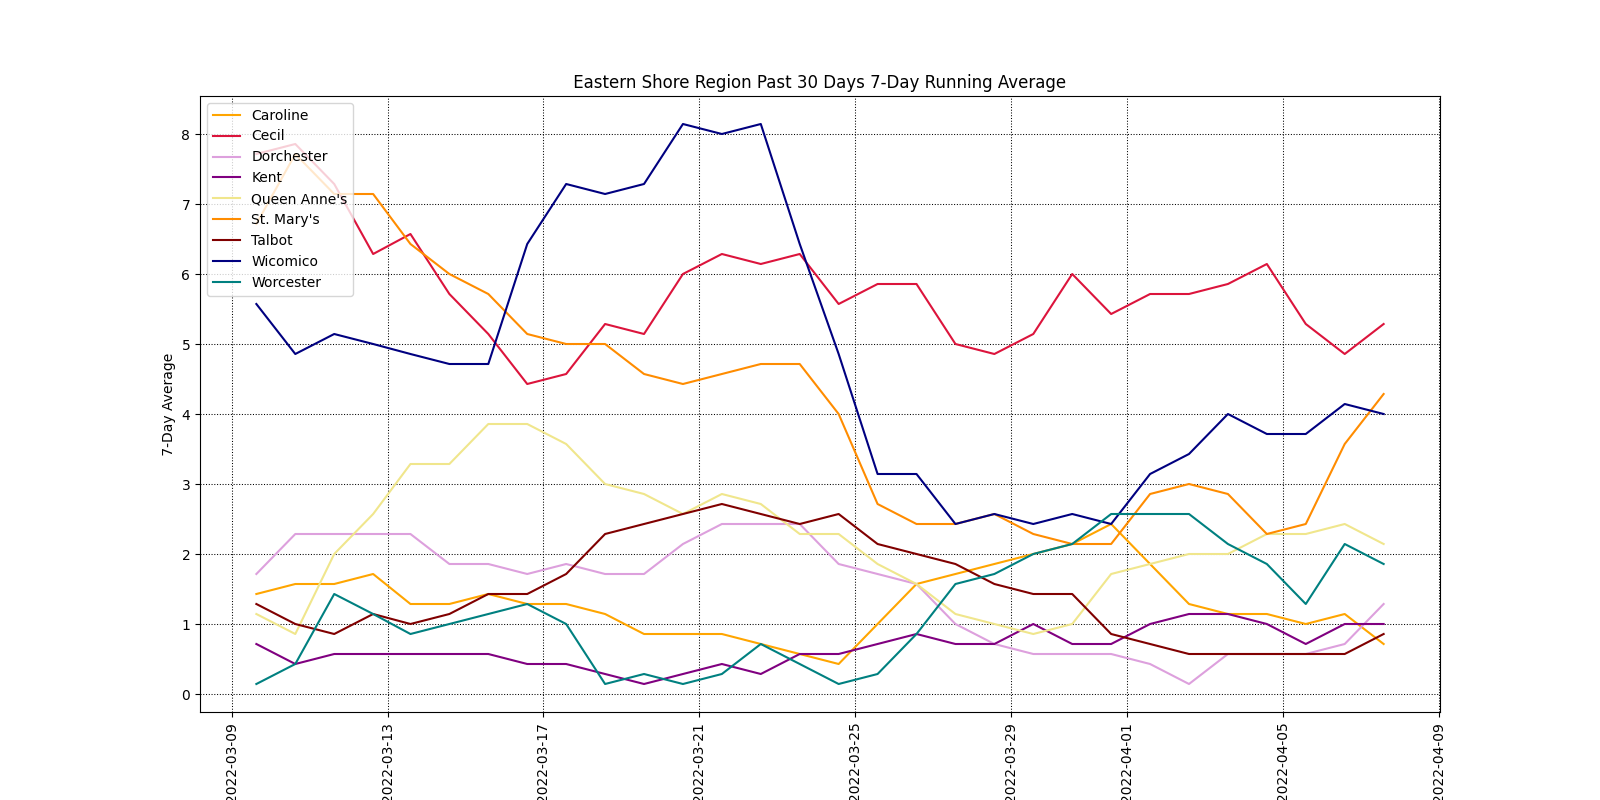 Eastern Shore Region Past 30 Days 7-Day Running Average
Caroline
Cecil
Dorchester
Kent
Queen Anne's
St. Mary's
Talbot
Wicomico
Worcester
7-Day Average
8
7
6
5
4
3
2
1
0
2022-03-09
2022-03-13
2022-03-17
2022-03-21
2022-03-25
2022-03-29
2022-04-01
2022-04-05
2022-04-09